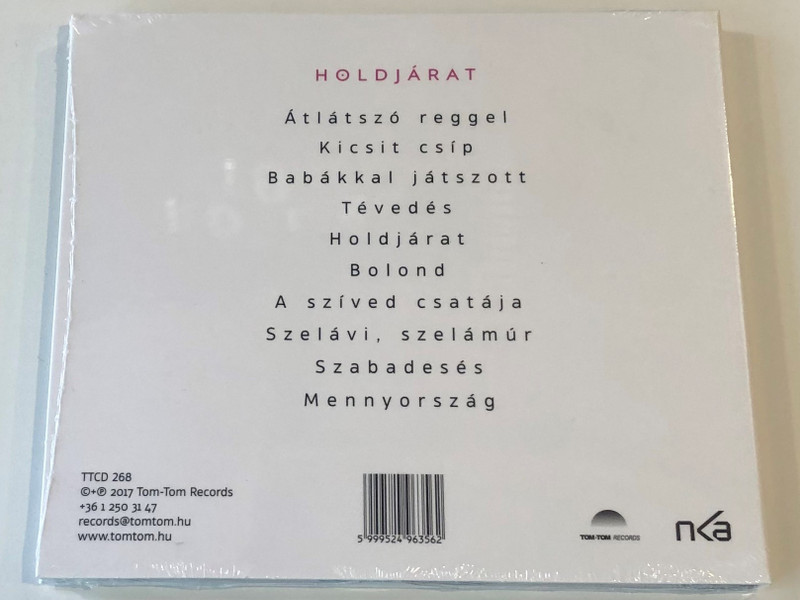 HOLDJÁRAT
Átlátszó reggel
Kicsit csíp
Babákkal játszott
Tévedés
Holdjárat
Bolond
A szíved csatája
Szelávi, szelámúr
Szabadesés
Mennyország
TTCD 268
©+℗ 2017 Tom-Tom Records
+36 1 250 31 47
records@tomtom.hu
www.tomtom.hu
5 999524 963562
TOM-TOM RECORDS
nka